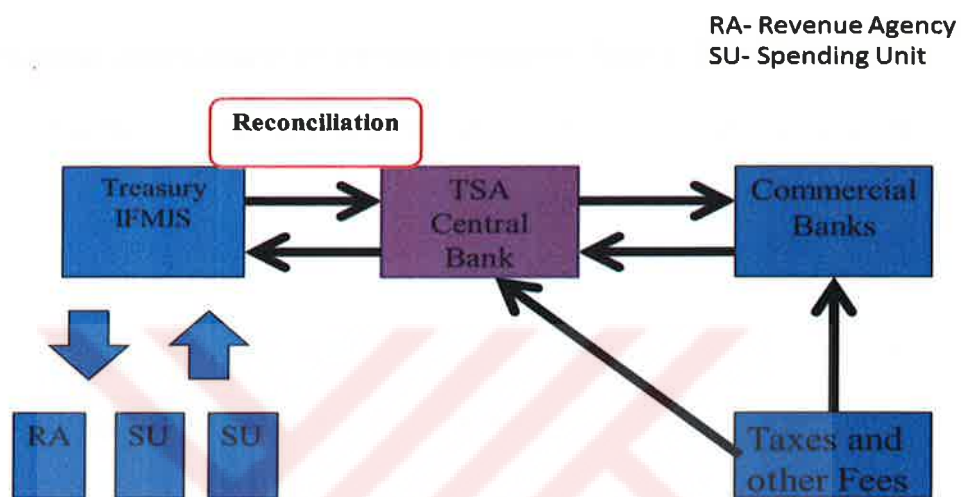 RA- Revenue Agency
SU- Spending Unit
Reconciliation
Treasury
IFMIS
TSA
Central
Bank
Commercial
Banks
RA
SU
SU
Taxes and
other Fees